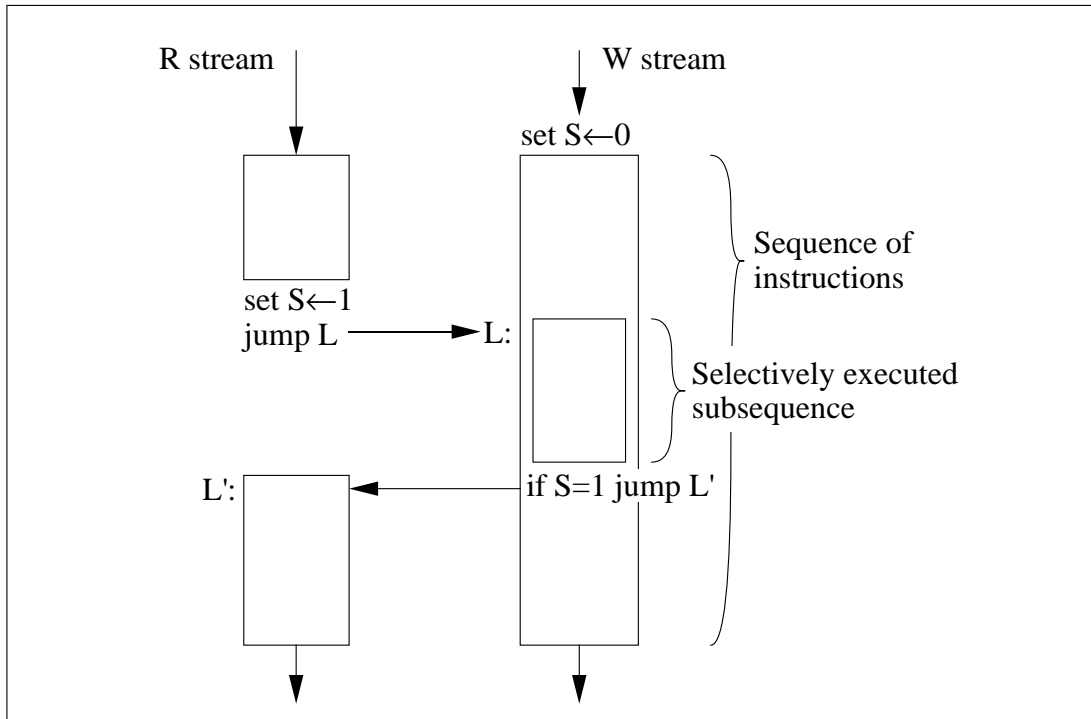 R stream
W stream
set S←0
Sequence of
instructions
set S←1
jump L
L:
Selectively executed
subsequence
L':
if S=1 jump L'